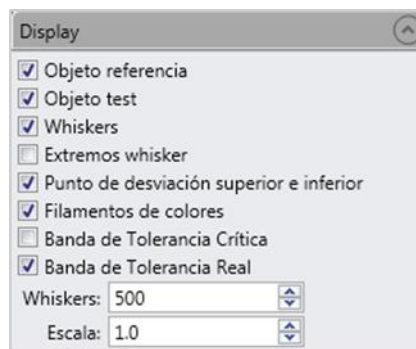 Display
Objeto referencia
Objeto test
Whiskers
Extremos whisker
Punto de desviación superior e inferior
Filamentos de colores
Banda de Tolerancia Crítica
Banda de Tolerancia Real
Whiskers: 500
Escala: 1.0